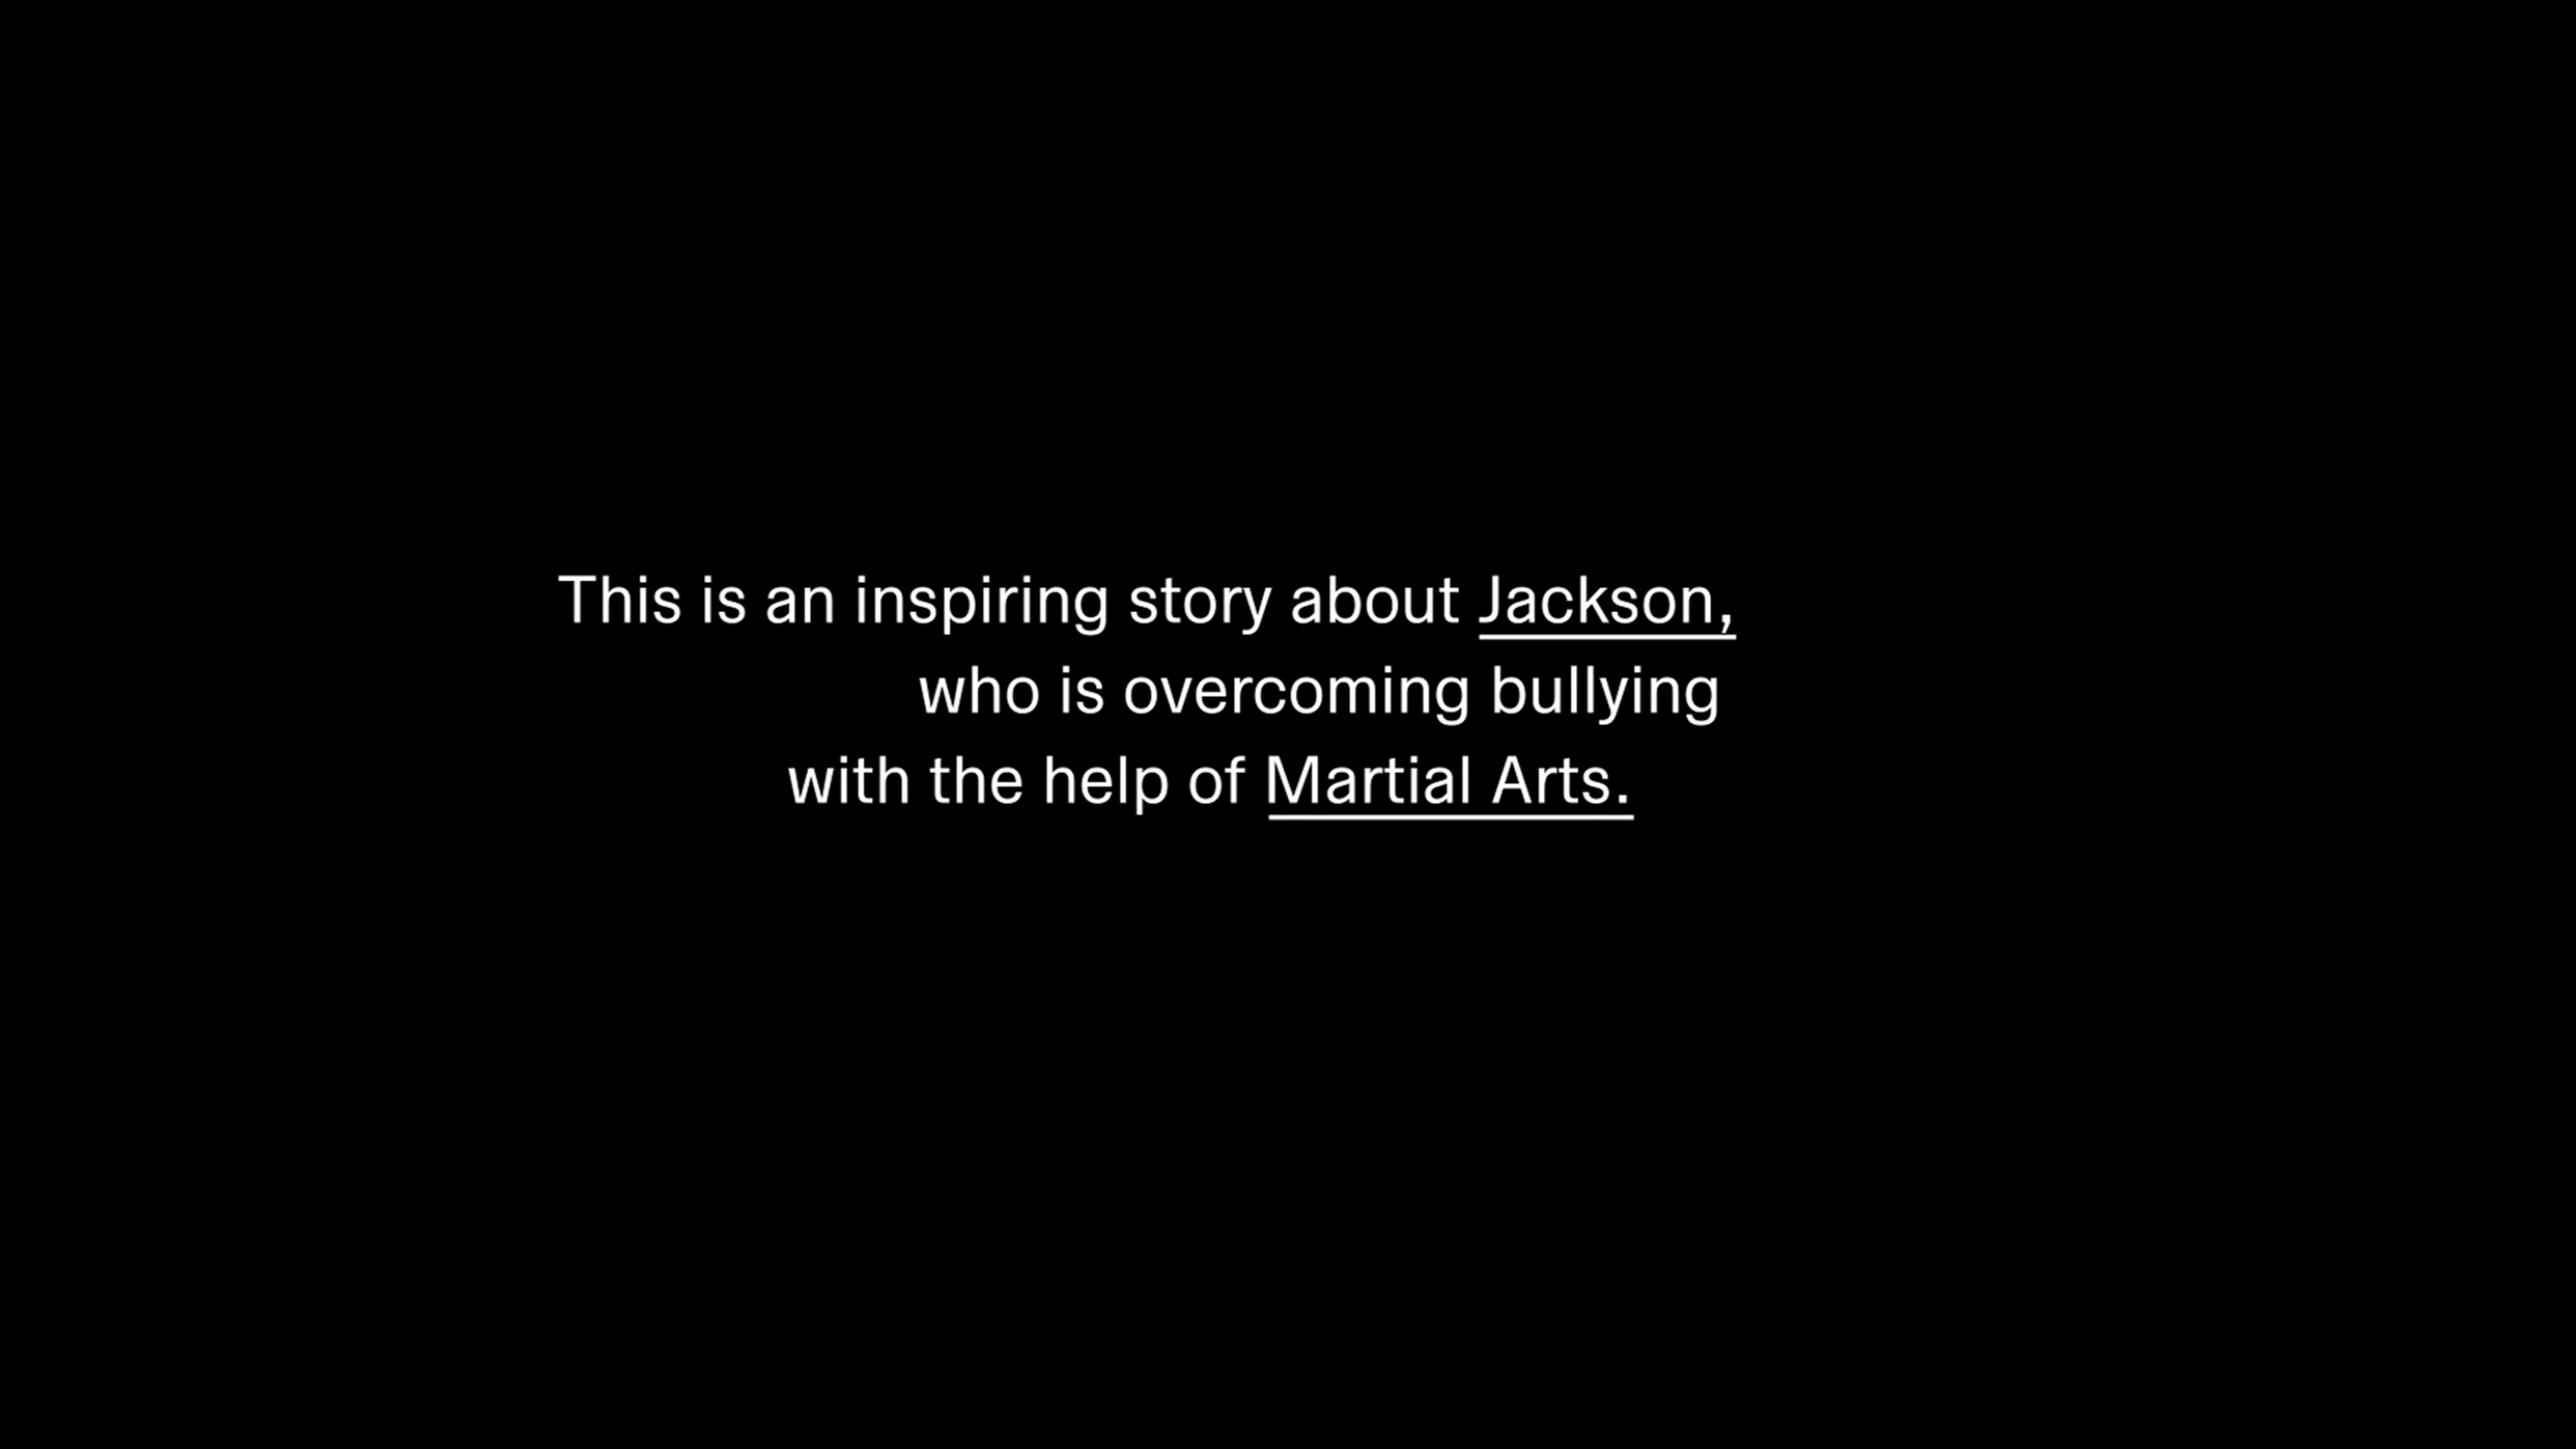 This is an inspiring story about Jackson,
who is overcoming bullying
with the help of Martial Arts.